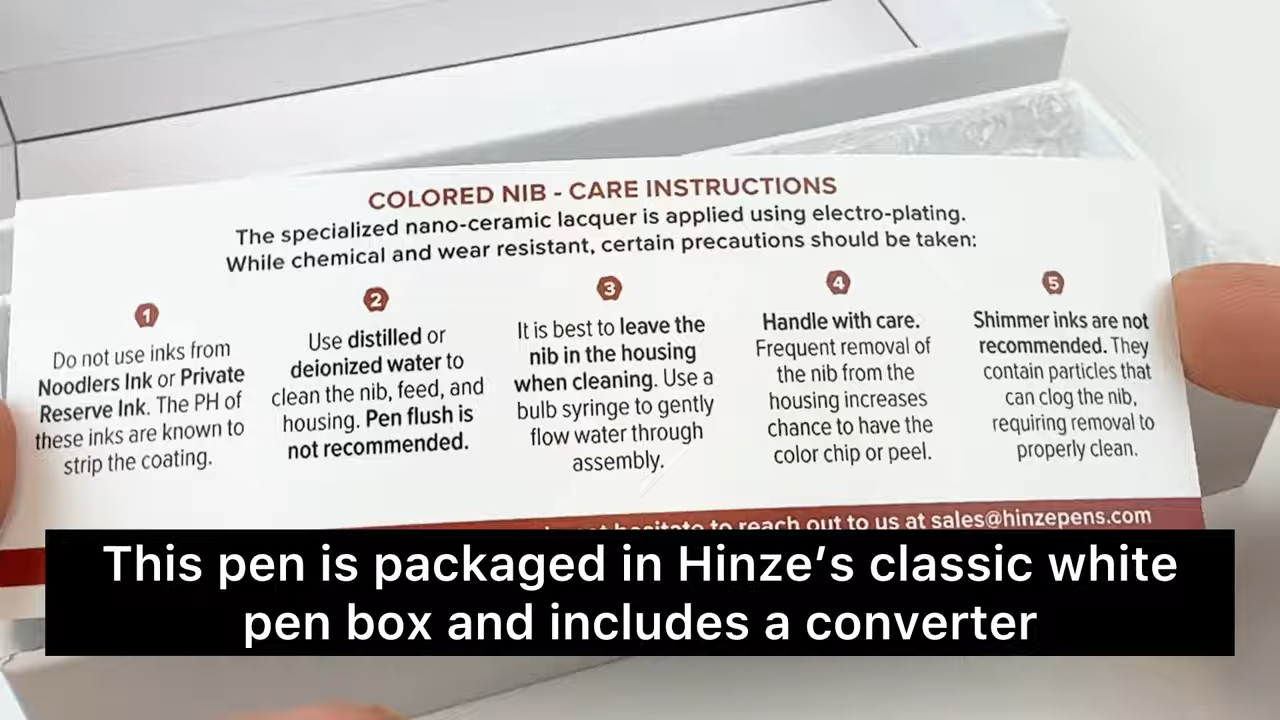 COLORED NIB - CARE INSTRUCTIONS
The specialized nano-ceramic lacquer is applied using electro-plating.
While chemical and wear resistant, certain precautions should be taken:
1
Do not use inks from
Noodlers Ink or Private
Reserve Ink. The PH of
these inks are known to
strip the coating.
2
Use distilled or
deionized water to
clean the nib, feed, and
housing. Pen flush is
not recommended.
3
It is best to leave the
nib in the housing
when cleaning. Use a
bulb syringe to gently
flow water through
assembly.
4
Handle with care.
Frequent removal of
the nib from the
housing increases
chance to have the
color chip or peel.
5
Shimmer inks are not
recommended. They
contain particles that
can clog the nib,
requiring removal to
properly clean.
hesitate to reach out to us at sales@hinzepens.com
This pen is packaged in Hinze’s classic white
pen box and includes a converter